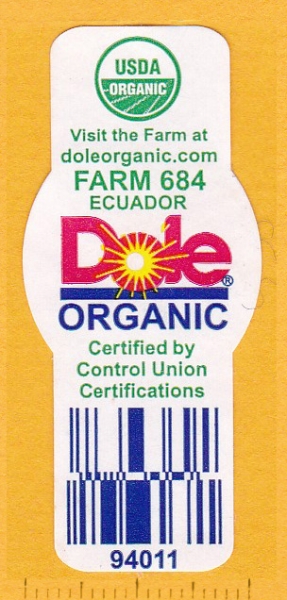 USDA
ORGANIC
Visit the Farm at
doleorganic.com
FARM 684
ECUADOR
Dole®
ORGANIC
Certified by
Control Union
Certifications
94011